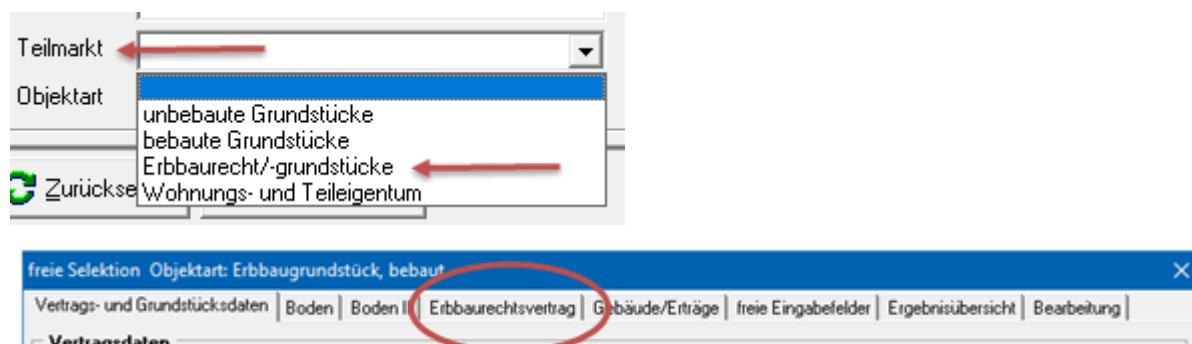 Teilmarkt
Objektart
unbebaute Grundstücke
bebaute Grundstücke
Erbbaurecht/-grundstücke
Zurückse
Wohnungs- und Teileigentum
freie Selektion Objektart: Erbbaugrundstück, bebaut
Vertrags- und Grundstücksdaten Boden Boden II Erbbaurechtsvertrag Gebäude/Erträge freie Eingabefelder Ergebnisübersicht Bearbeitung
Vertragsdaten